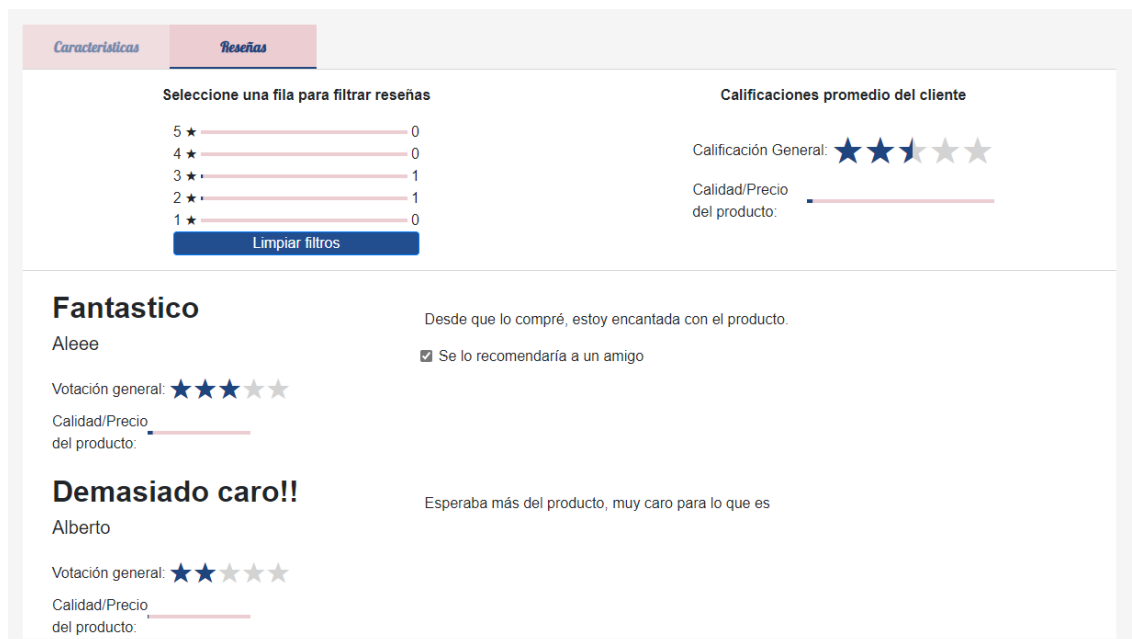 Caracteristicas
Reseñas
Seleccione una fila para filtrar reseñas
5 ★ 0
4 ★ 0
3 ★ 1
2 ★ 1
1 ★ 0
Limpiar filtros
Calificaciones promedio del cliente
Calificación General:
Calidad/Precio
del producto:
Fantastico
Aleee
Votación general:
Calidad/Precio
del producto:
Desde que lo compré, estoy encantada con el producto.
Se lo recomendaría a un amigo
Demasiado caro!!
Alberto
Votación general:
Calidad/Precio
del producto:
Esperaba más del producto, muy caro para lo que es